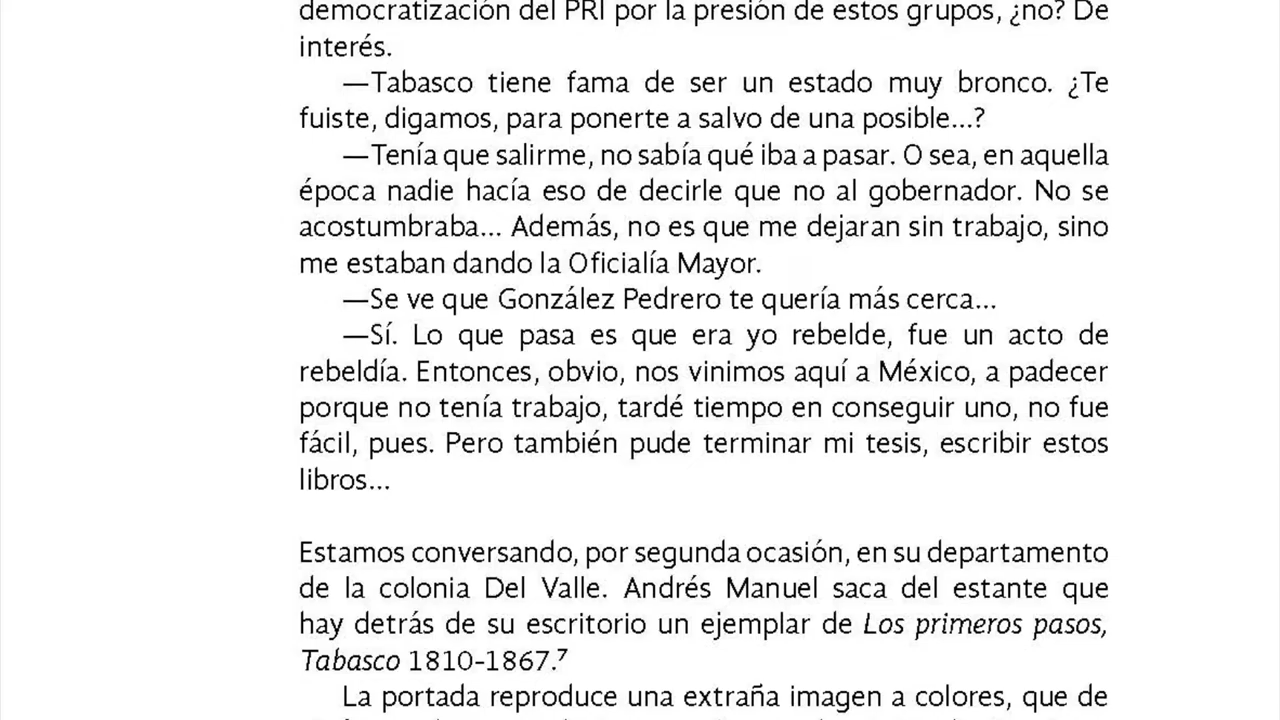 democratización del PRI por la presión de estos grupos, ¿no? De
interés.
—Tabasco tiene fama de ser un estado muy bronco. ¿Te
fuiste, digamos, para ponerte a salvo de una posible...?
—Tenía que salirme, no sabía qué iba a pasar. O sea, en aquella
época nadie hacía eso de decirle que no al gobernador. No se
acostumbraba... Además, no es que me dejaran sin trabajo, sino
me estaban dando la Oficialía Mayor.
—Se ve que González Pedrero te quería más cerca...
—Sí. Lo que pasa es que era yo rebelde, fue un acto de
rebeldía. Entonces, obvio, nos vinimos aquí a México, a padecer
porque no tenía trabajo, tardé tiempo en conseguir uno, no fue
fácil, pues. Pero también pude terminar mi tesis, escribir estos
libros...
Estamos conversando, por segunda ocasión, en su departamento
de la colonia Del Valle. Andrés Manuel saca del estante que
hay detrás de su escritorio un ejemplar de Los primeros pasos,
Tabasco 1810-1867.⁷
La portada reproduce una extraña imagen a colores, que de